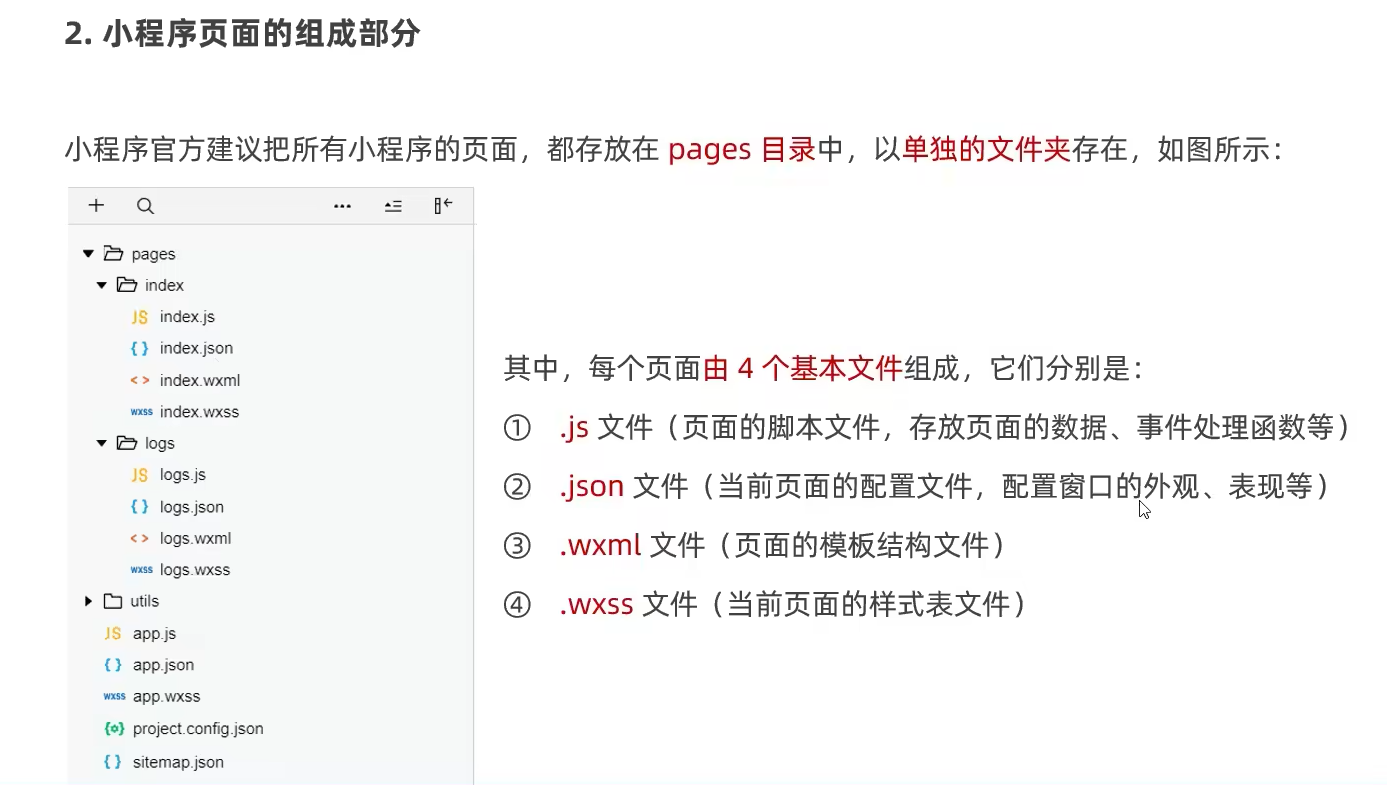 2. 小程序页面的组成部分
小程序官方建议把所有小程序的页面，都存放在 pages 目录中，以单独的文件夹存在，如图所示：
pages
index
JS index.js
{ } index.json
< > index.wxml
wxss index.wxss
logs
JS logs.js
{ } logs.json
< > logs.wxml
wxss logs.wxss
utils
JS app.js
{ } app.json
wxss app.wxss
{o} project.config.json
{ } sitemap.json
其中，每个页面由 4 个基本文件组成，它们分别是：
① .js 文件（页面的脚本文件，存放页面的数据、事件处理函数等）
② .json 文件（当前页面的配置文件，配置窗口的外观、表现等）
③ .wxml 文件（页面的模板结构文件）
④ .wxss 文件（当前页面的样式表文件）